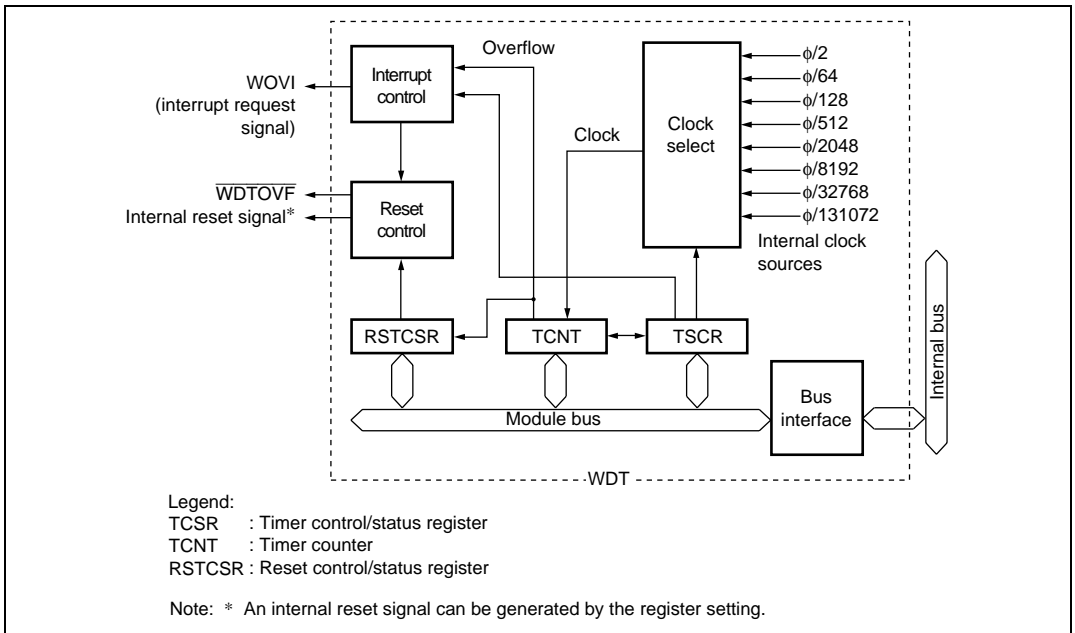 Overflow
WOVI
(interrupt request
signal)
Interrupt
control
WDTOVF
Internal reset signal*
Reset
control
Clock
Clock
select
ϕ/2
ϕ/64
ϕ/128
ϕ/512
ϕ/2048
ϕ/8192
ϕ/32768
ϕ/131072
Internal clock
sources
RSTCSR
TCNT
TSCR
Module bus
Bus
interface
Internal bus
WDT
Legend:
TCSR : Timer control/status register
TCNT : Timer counter
RSTCSR : Reset control/status register
Note: * An internal reset signal can be generated by the register setting.